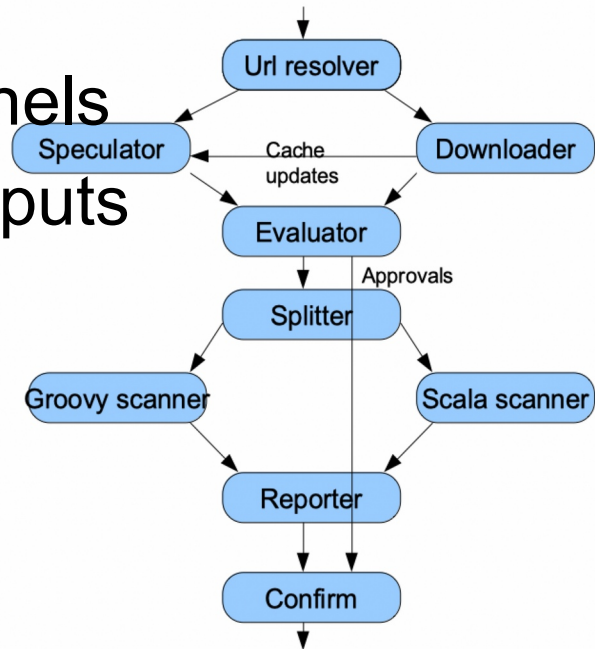 Url resolver
nels
Speculator
Cache
updates
Downloader
puts
Evaluator
Approvals
Splitter
Groovy scanner
Scala scanner
Reporter
Confirm